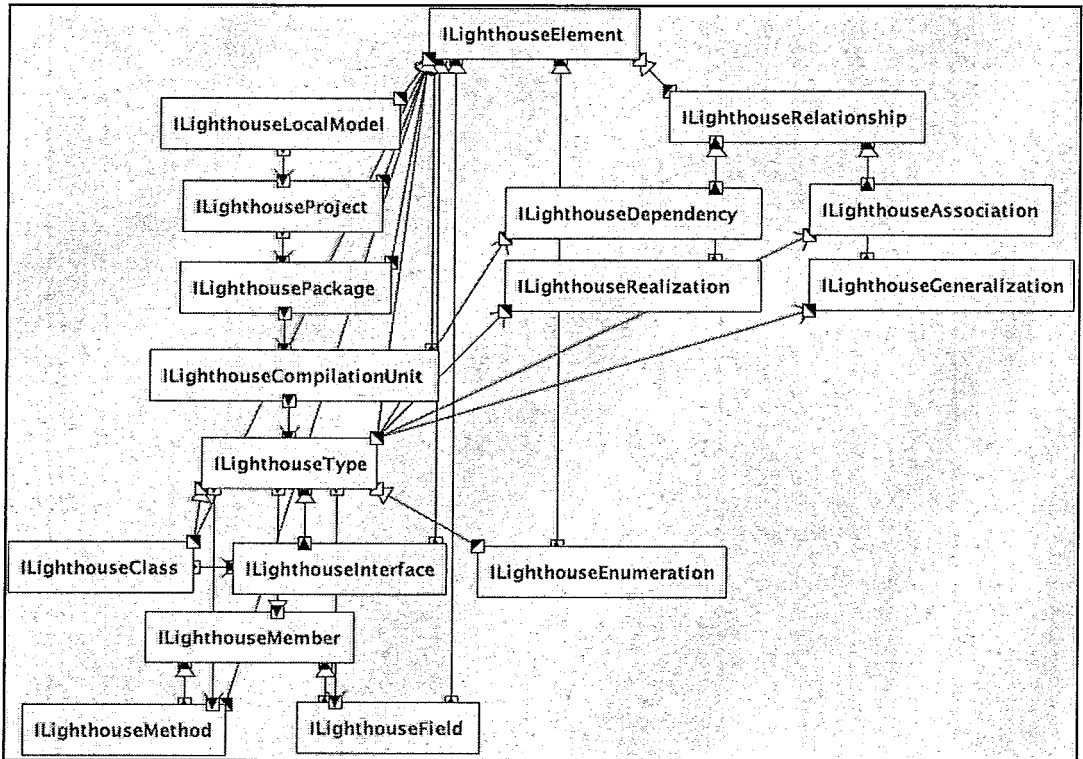 ILighthouseElement
ILighthouseLocalModel
ILighthouseRelationship
ILighthouseProject
ILighthouseDependency
ILighthouseAssociation
ILighthousePackage
ILighthouseRealization
ILighthouseGeneralization
ILighthouseCompilationUnit
ILighthouseType
ILighthouseClass
ILighthouseInterface
ILighthouseEnumeration
ILighthouseMember
ILighthouseMethod
ILighthouseField